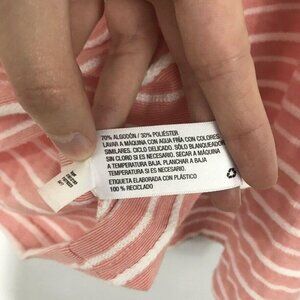 70% ALGODÓN / 30% POLIÉSTER
LAVAR A MÁQUINA CON AGUA FRÍA CON COLORES
SIMILARES. CICLO DELICADO. SÓLO BLANQUEADOR
SIN CLORO SI ES NECESARIO. SECAR A MÁQUINA
A TEMPERATURA BAJA. PLANCHAR A BAJA
TEMPERATURA SI ES NECESARIO.
ETIQUETA ELABORADA CON PLÁSTICO
100 % RECICLADO